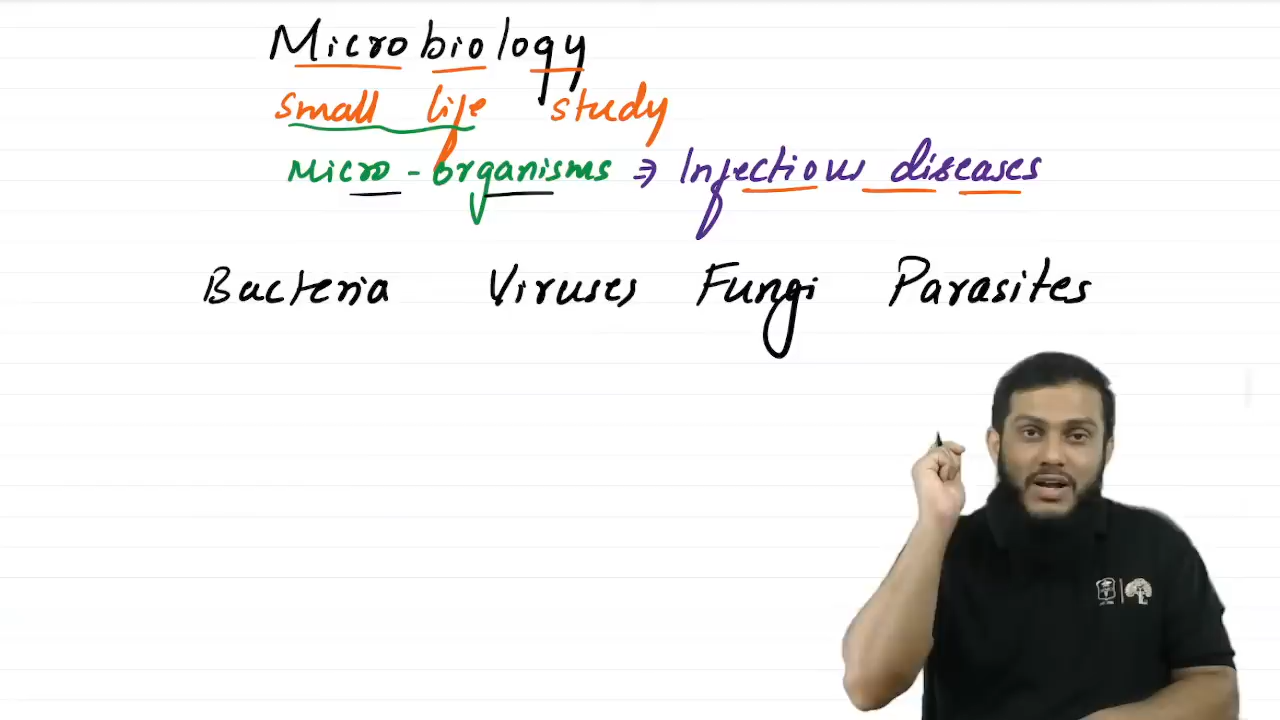 Microbiology
small life study
Micro-organisms ⇒ Infectious diseases
Bacteria Viruses Fungi Parasites